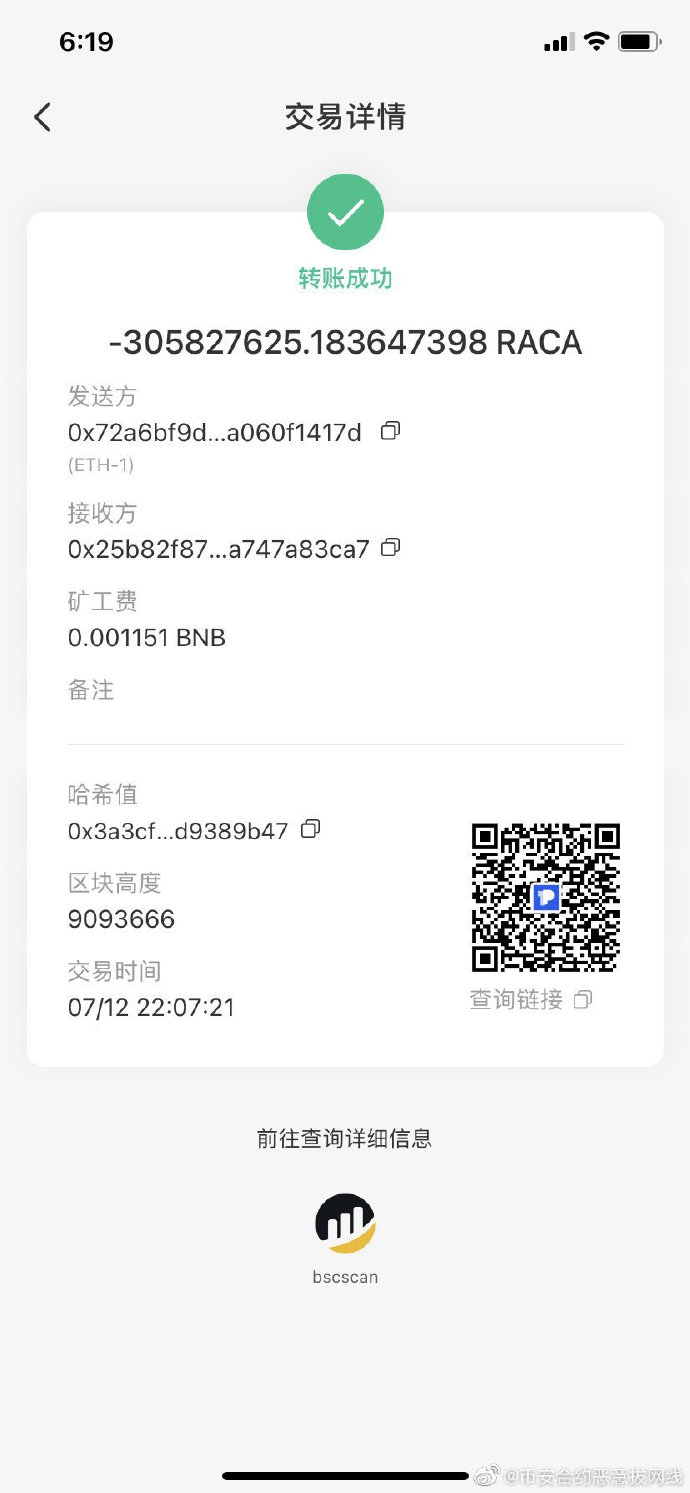 6:19
交易详情
转账成功
-305827625.183647398 RACA
发送方
0x72a6bf9d...a060f1417d
(ETH-1)
接收方
0x25b82f87...a747a83ca7
矿工费
0.001151 BNB
备注
哈希值
0x3a3cf...d9389b47
区块高度
9093666
查询链接
交易时间
07/12 22:07:21
前往查询详细信息
bscscan
@币安合约恶意拔网线